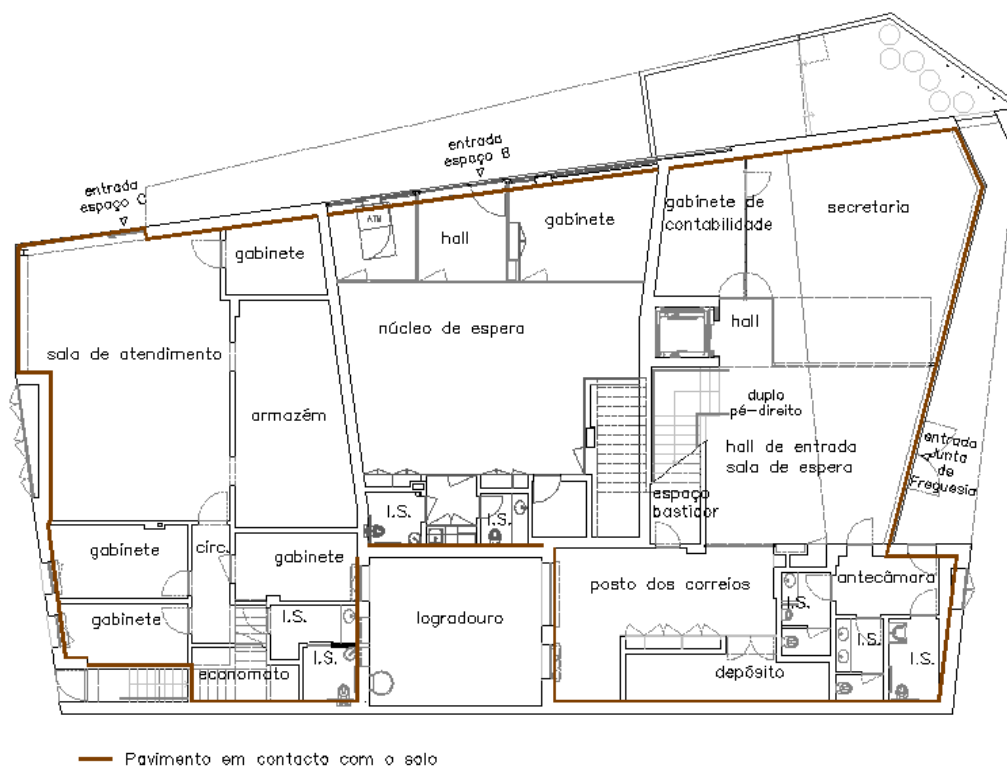 entrada
espaço C
entrada
espaço B
ATM
gabinete
hall
gabinete
gabinete de
contabilidade
secretaria
sala de atendimento
núcleo de espera
hall
armazém
duplo
pé-direito
hall de entrada
sala de espera
entrada
Junta
de
Freguesia
espaço
bastidor
I.S.
I.S.
gabinete
circ.
gabinete
gabinete
I.S.
I.S.
economato
logradouro
posto dos correios
antecâmara
I.S.
I.S.
I.S.
depósito
Pavimento em contacto com o solo